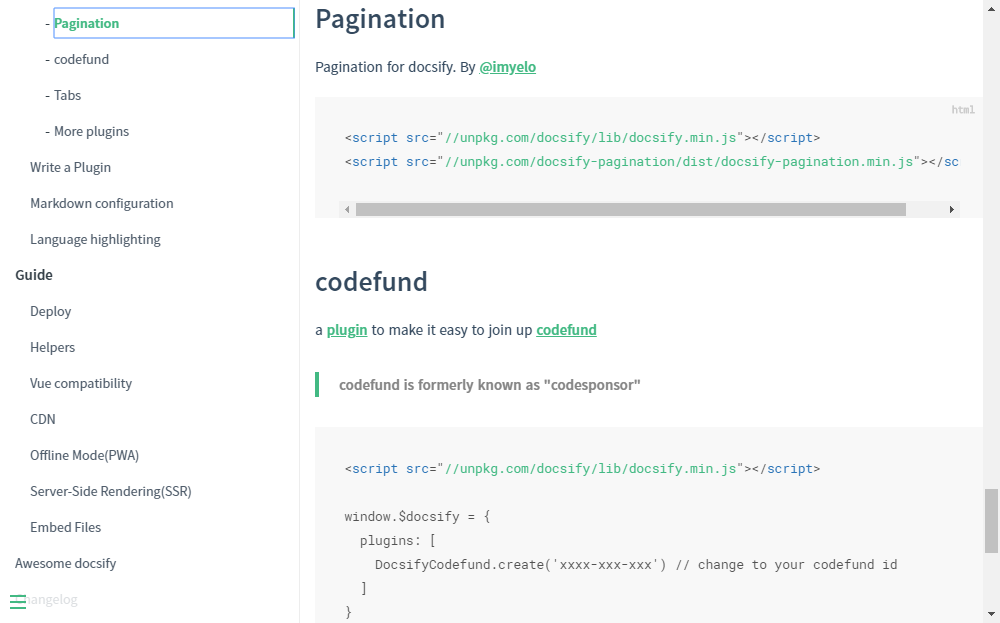 - Pagination
- codefund
- Tabs
- More plugins
Write a Plugin
Markdown configuration
Language highlighting
Guide
Deploy
Helpers
Vue compatibility
CDN
Offline Mode(PWA)
Server-Side Rendering(SSR)
Embed Files
Awesome docsify
Changelog
Pagination
Pagination for docsify. By @imyelo
html
<script src="//unpkg.com/docsify/lib/docsify.min.js"></script>
<script src="//unpkg.com/docsify-pagination/dist/docsify-pagination.min.js"></sc
codefund
a plugin to make it easy to join up codefund
codefund is formerly known as "codesponsor"
<script src="//unpkg.com/docsify/lib/docsify.min.js"></script>
window.$docsify = {
plugins: [
DocsifyCodefund.create('xxxx-xxx-xxx') // change to your codefund id
]
}